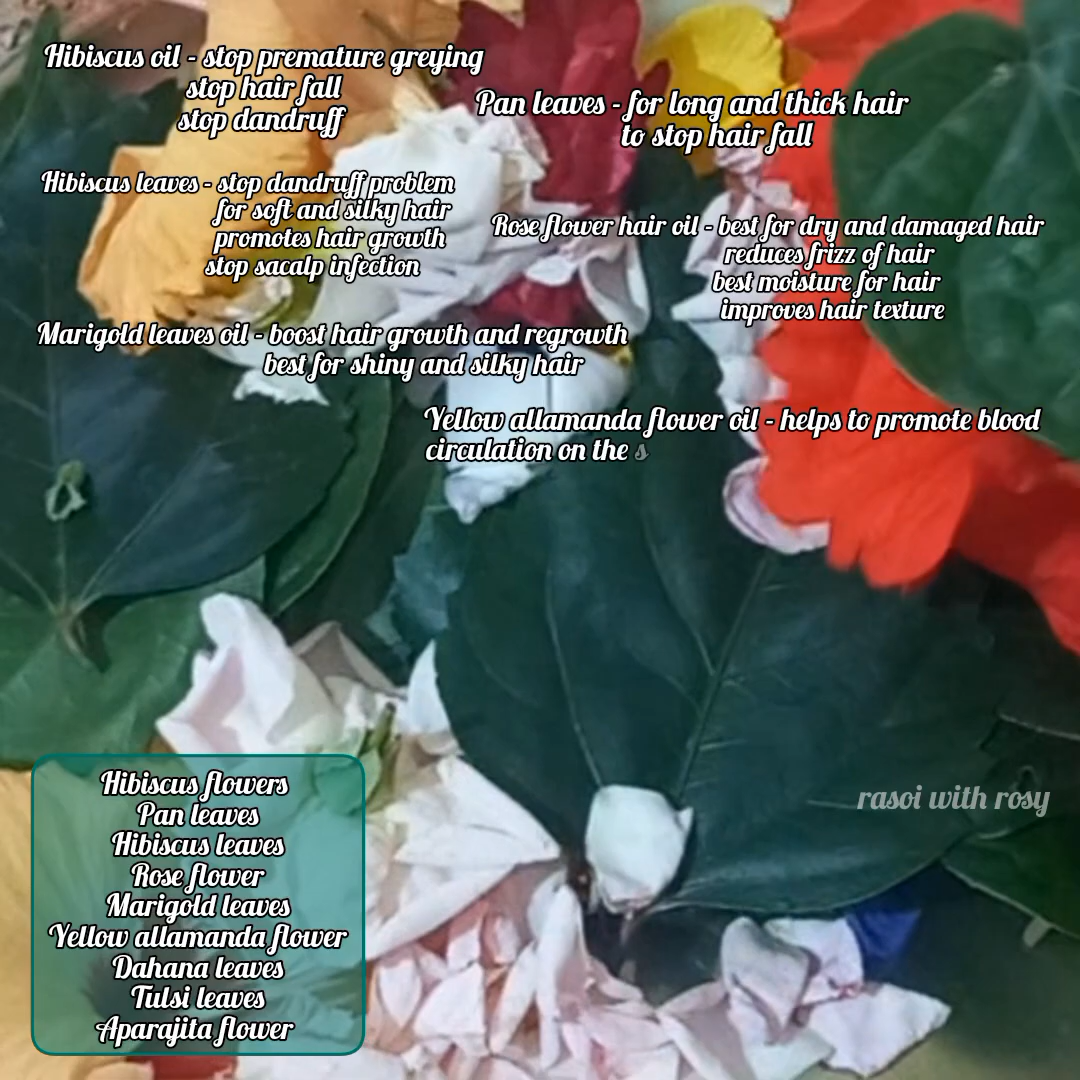 Hibiscus oil - stop premature greying
stop hair fall
stop dandruff
Pan leaves - for long and thick hair
to stop hair fall
Hibiscus leaves - stop dandruff problem
for soft and silky hair
promotes hair growth
stop sacalp infection
Rose flower hair oil - best for dry and damaged hair
reduces frizz of hair
best moisture for hair
improves hair texture
Marigold leaves oil - boost hair growth and regrowth
best for shiny and silky hair
Yellow allamanda flower oil - helps to promote blood
circulation on the s
rasoi with rosy
Hibiscus flowers
Pan leaves
Hibiscus leaves
Rose flower
Marigold leaves
Yellow allamanda flower
Dahana leaves
Tulsi leaves
Aparajita flower